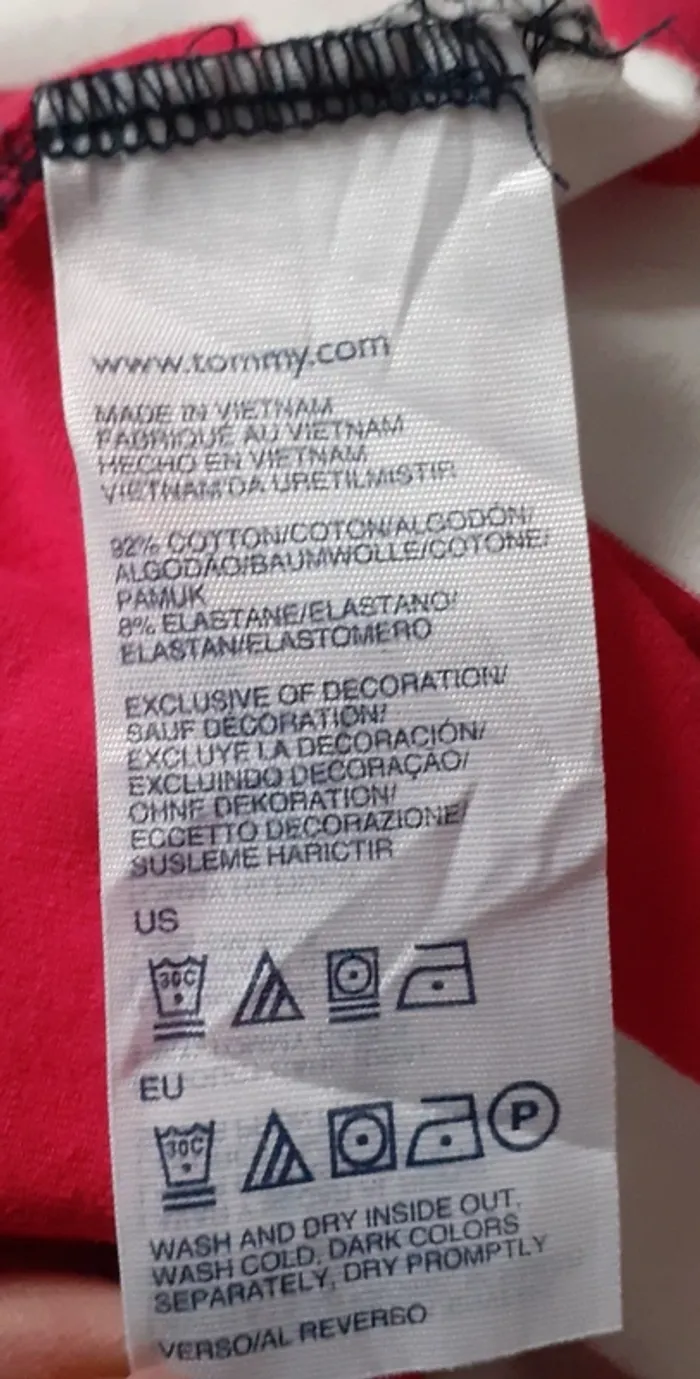 www.tommy.com
MADE IN VIETNAM
FABRIQUÉ AU VIETNAM
HECHO EN VIETNAM
VIETNAM'DA URETILMISTIR
92% COTTON/COTON/ALGODÓN/
ALGODÃO/BAUMWOLLE/COTONE/
PAMUK
8% ELASTANE/ELASTANO/
ELASTAN/ELASTOMERO
EXCLUSIVE OF DECORATION/
SAUF DÉCORATION/
EXCLUYE LA DECORACIÓN/
EXCLUINDO DECORAÇÃO/
OHNE DEKORATION/
ECCETTO DECORAZIONE/
SUSLEME HARICTIR
US
30C
EU
30C P
WASH AND DRY INSIDE OUT,
WASH COLD, DARK COLORS
SEPARATELY, DRY PROMPTLY
VERSO/AL REVERSO